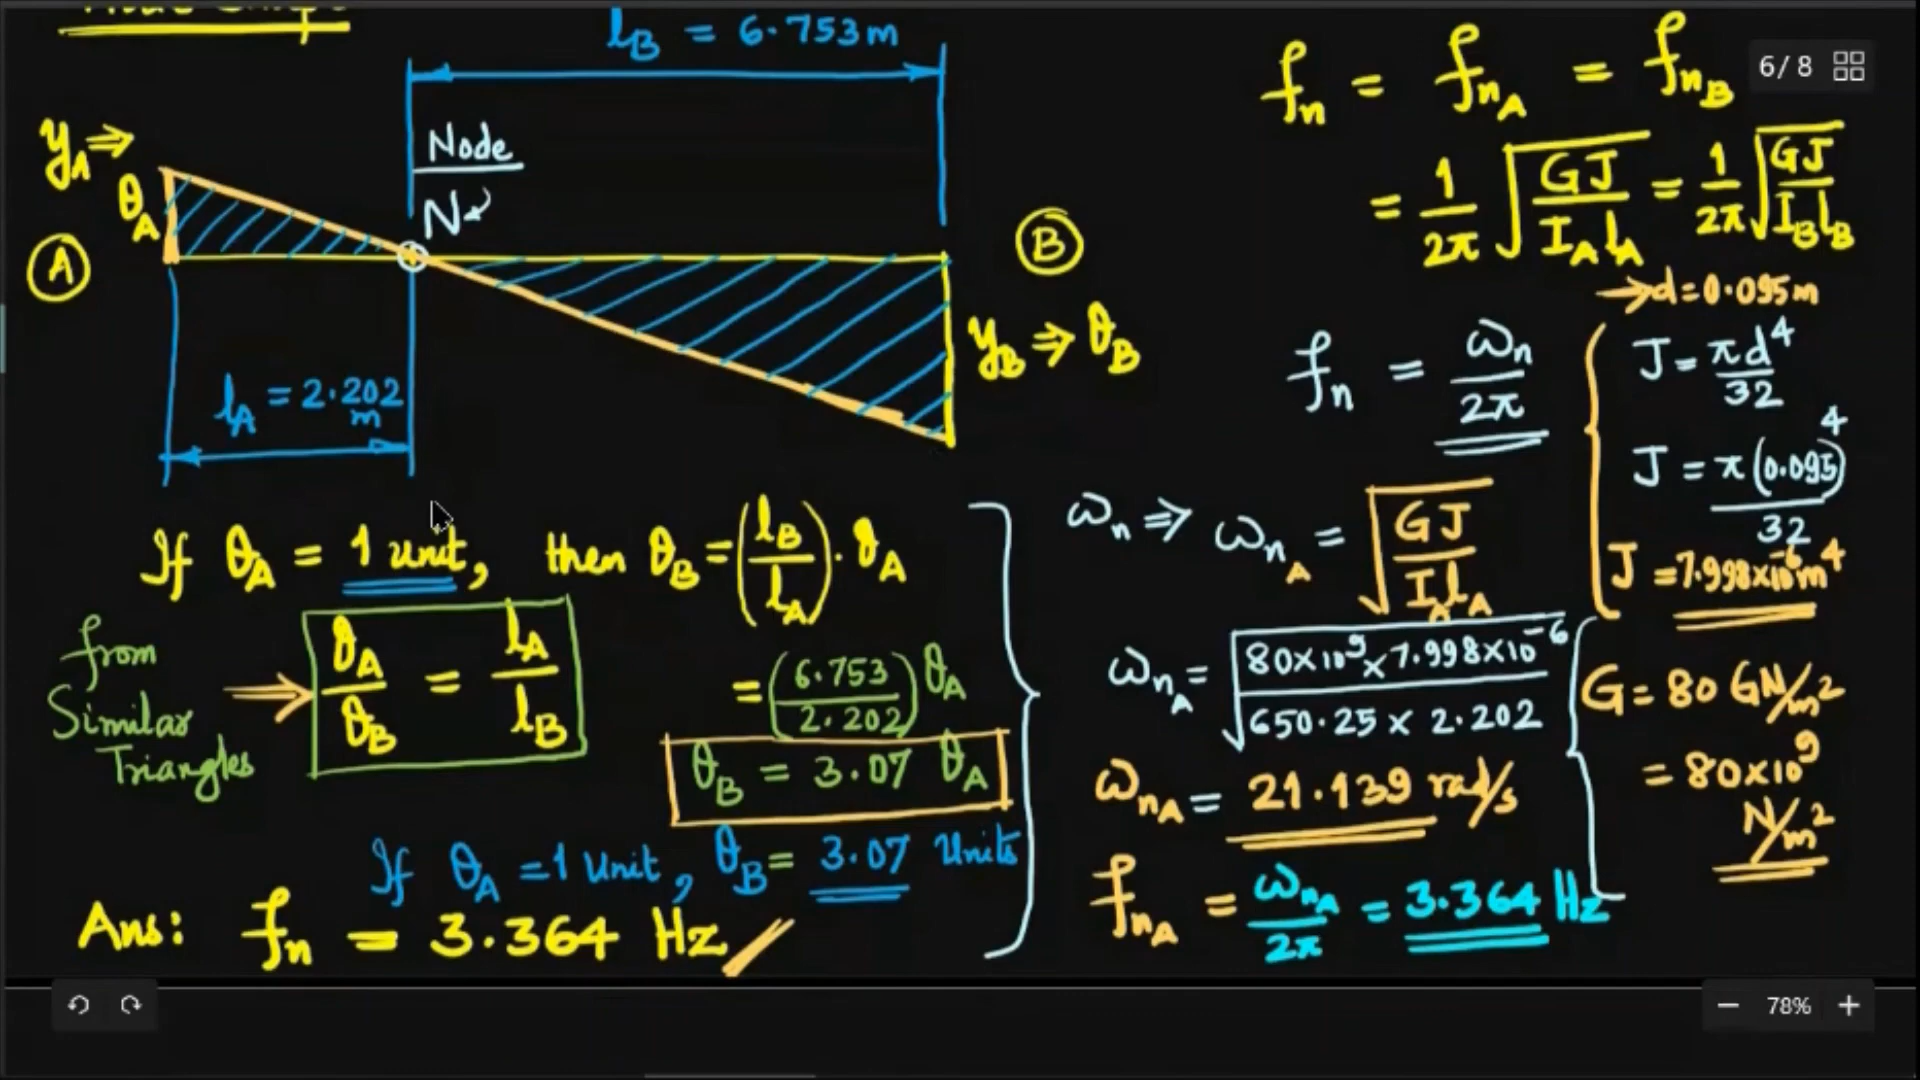 l_B = 6.753m
y_A ⇒
θ_A
A
Node
N
B
y_B ⇒ θ_B
l_A = 2.202 m
If θ_A = 1 unit, then θ_B = (l_B / l_A) . θ_A
from Similar Triangles
θ_A / θ_B = l_A / l_B
= (6.753 / 2.202) θ_A
θ_B = 3.07 θ_A
If θ_A = 1 Unit, θ_B = 3.07 Units
Ans: f_n = 3.364 Hz
f_n = f_nA = f_nB
6/8
= 1/2π √(GJ / I_A l_A) = 1/2π √(GJ / I_B l_B)
→ d = 0.095m
f_n = ω_n / 2π
J = πd⁴ / 32
J = π(0.095)⁴ / 32
J = 7.998×10⁻⁶ m⁴
ω_n ⇒ ω_nA = √(GJ / I_A l_A)
ω_nA = √(80×10⁹ × 7.998×10⁻⁶ / 650.25 × 2.202)
G = 80 GN/m²
= 80×10⁹ N/m²
ω_nA = 21.139 rad/s
f_nA = ω_nA / 2π = 3.364 Hz
78%